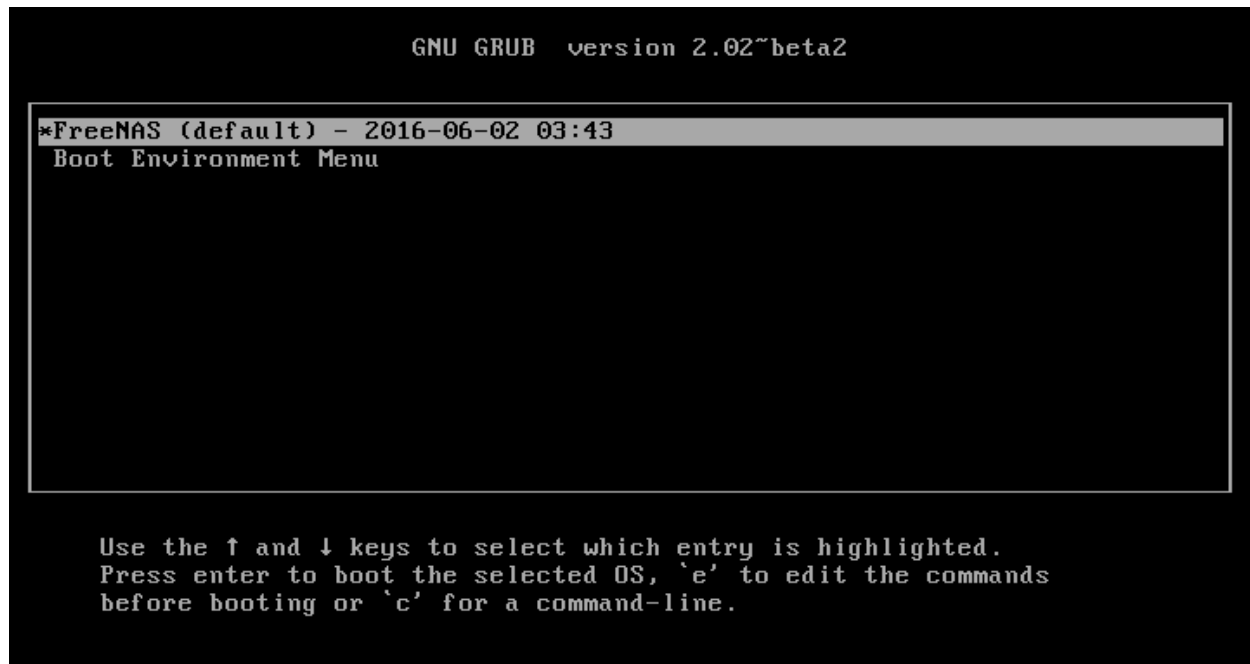 GNU GRUB  version 2.02~beta2
*FreeNAS (default) - 2016-06-02 03:43
Boot Environment Menu
Use the ↑ and ↓ keys to select which entry is highlighted.
Press enter to boot the selected OS, `e' to edit the commands
before booting or `c' for a command-line.